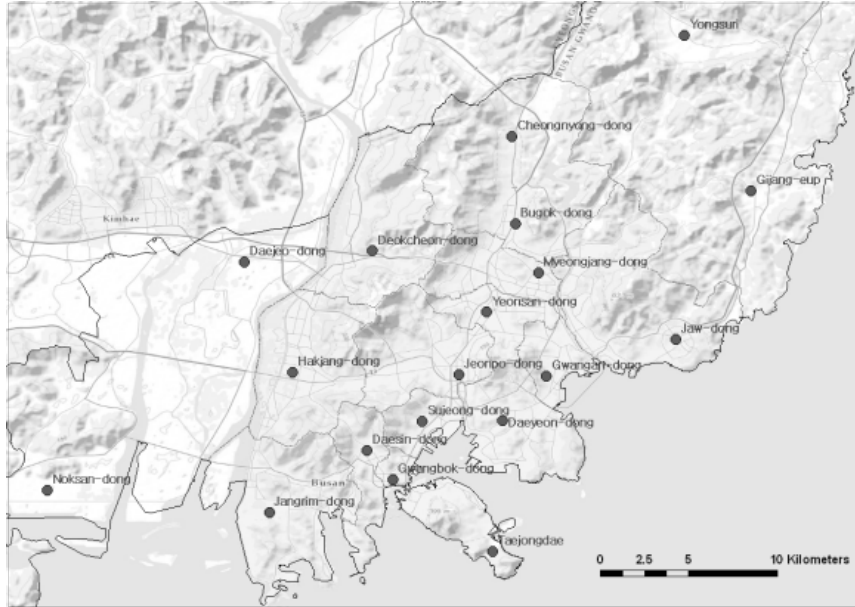 Yongsun
BUSAN GWANG
Cheongnyong-dong
Gijang-eup
Kimhae
Bugok-dong
Deokcheon-dong
Daejeo-dong
Myeongjang-dong
Yeonsan-dong
Jaw-dong
Hakjang-dong
Jeonpo-dong
Gwangan-dong
Sujeong-dong
Daeyeon-dong
Daesin-dong
Gwangbok-dong
Noksan-dong
Busan
Jangrim-dong
Taejongdae
0 2.5 5 10 Kilometers